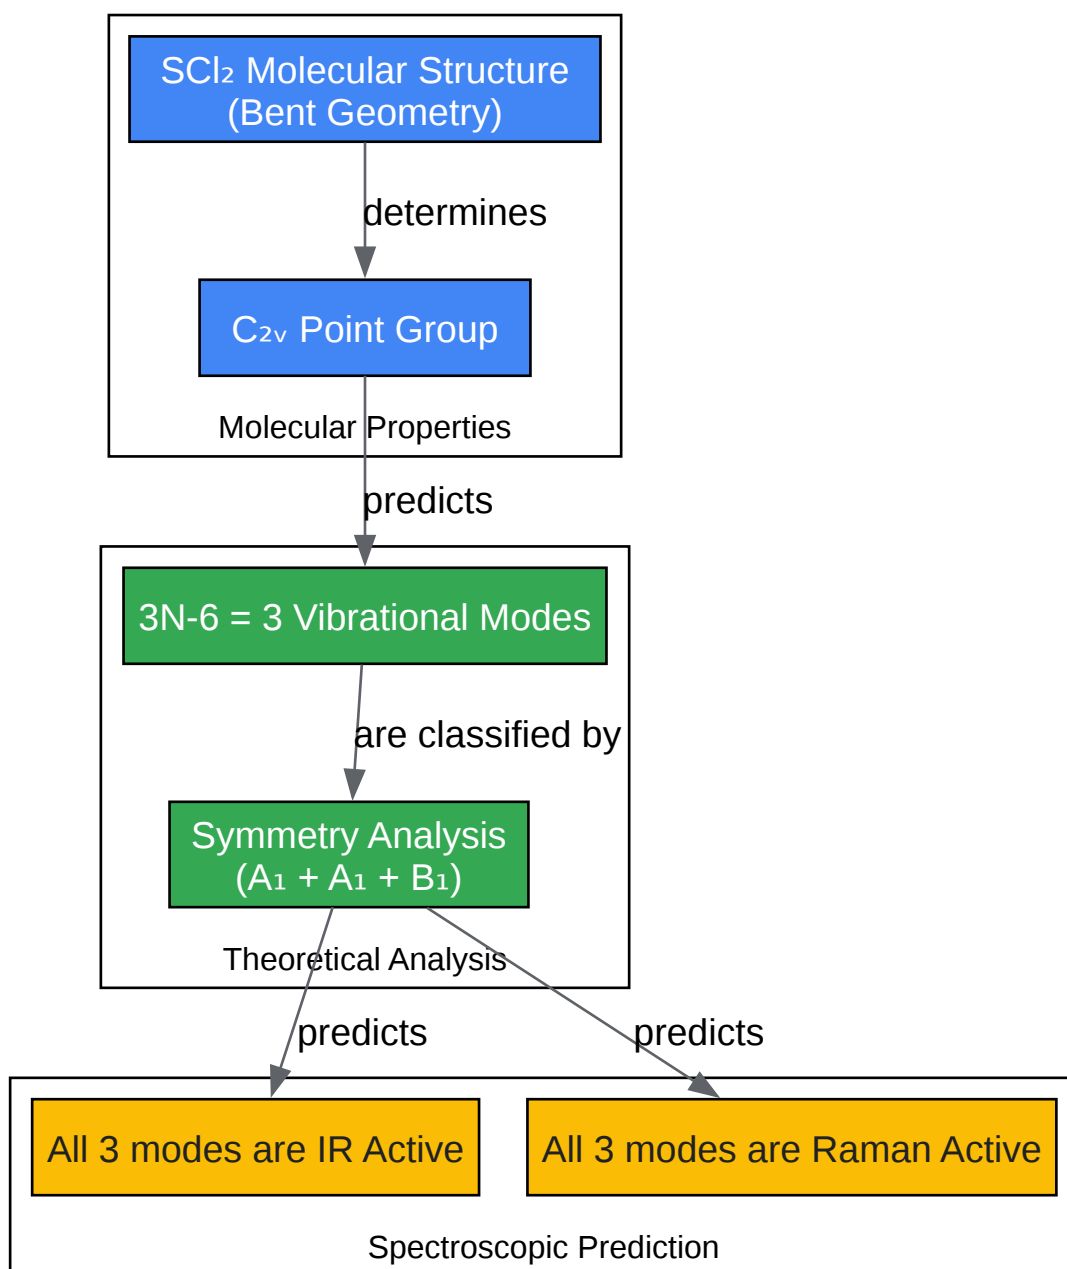 SCl₂ Molecular Structure
(Bent Geometry)
determines
C₂ᵥ Point Group
Molecular Properties
predicts
3N-6 = 3 Vibrational Modes
are classified by
Symmetry Analysis
(A₁ + A₁ + B₁)
Theoretical Analysis
predicts
predicts
All 3 modes are IR Active
All 3 modes are Raman Active
Spectroscopic Prediction